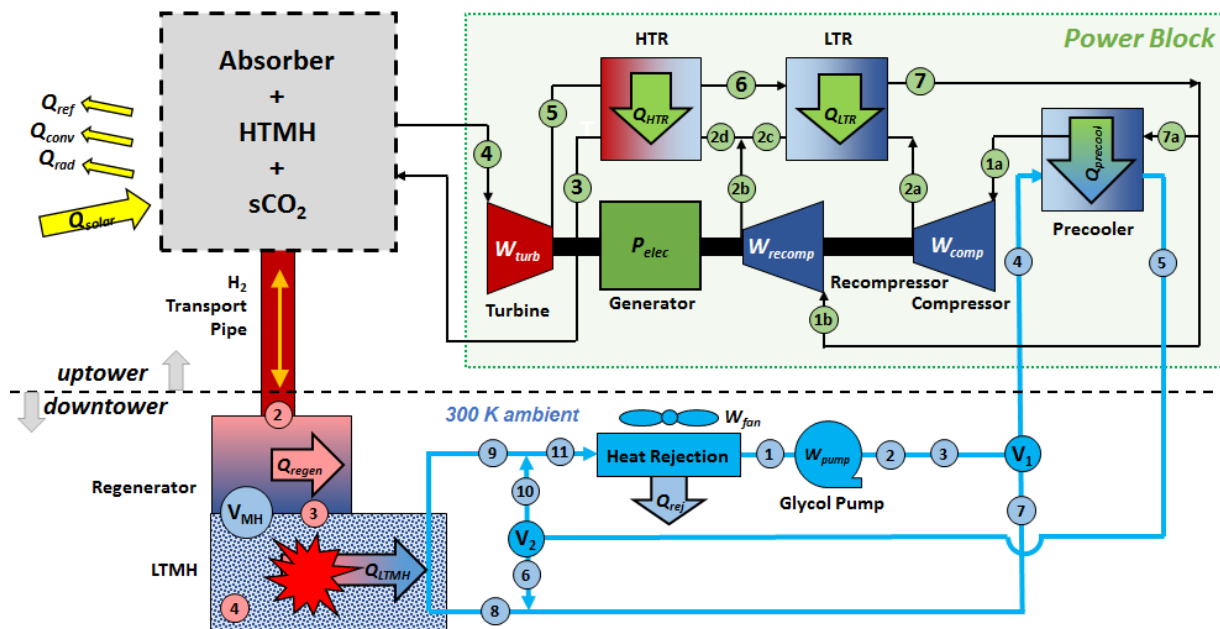 Absorber
+
HTMH
+
sCO2
Qref
Qconv
Qrad
Qsolar
Power Block
HTR
LTR
QHTR
QLTR
Qprecool
Precooler
5
6
7
4
3
2d
2c
2b
2a
1a
7a
1b
4
5
Wturb
Turbine
Pelec
Generator
Wrecomp
Recompressor
Wcomp
Compressor
H2
Transport
Pipe
uptower
downtower
300 K ambient
Wfan
Heat Rejection
Qrej
Wpump
Glycol Pump
9
11
1
2
3
V1
10
V2
6
7
8
2
Regenerator
Qregen
VMH
3
LTMH
QLTMH
4